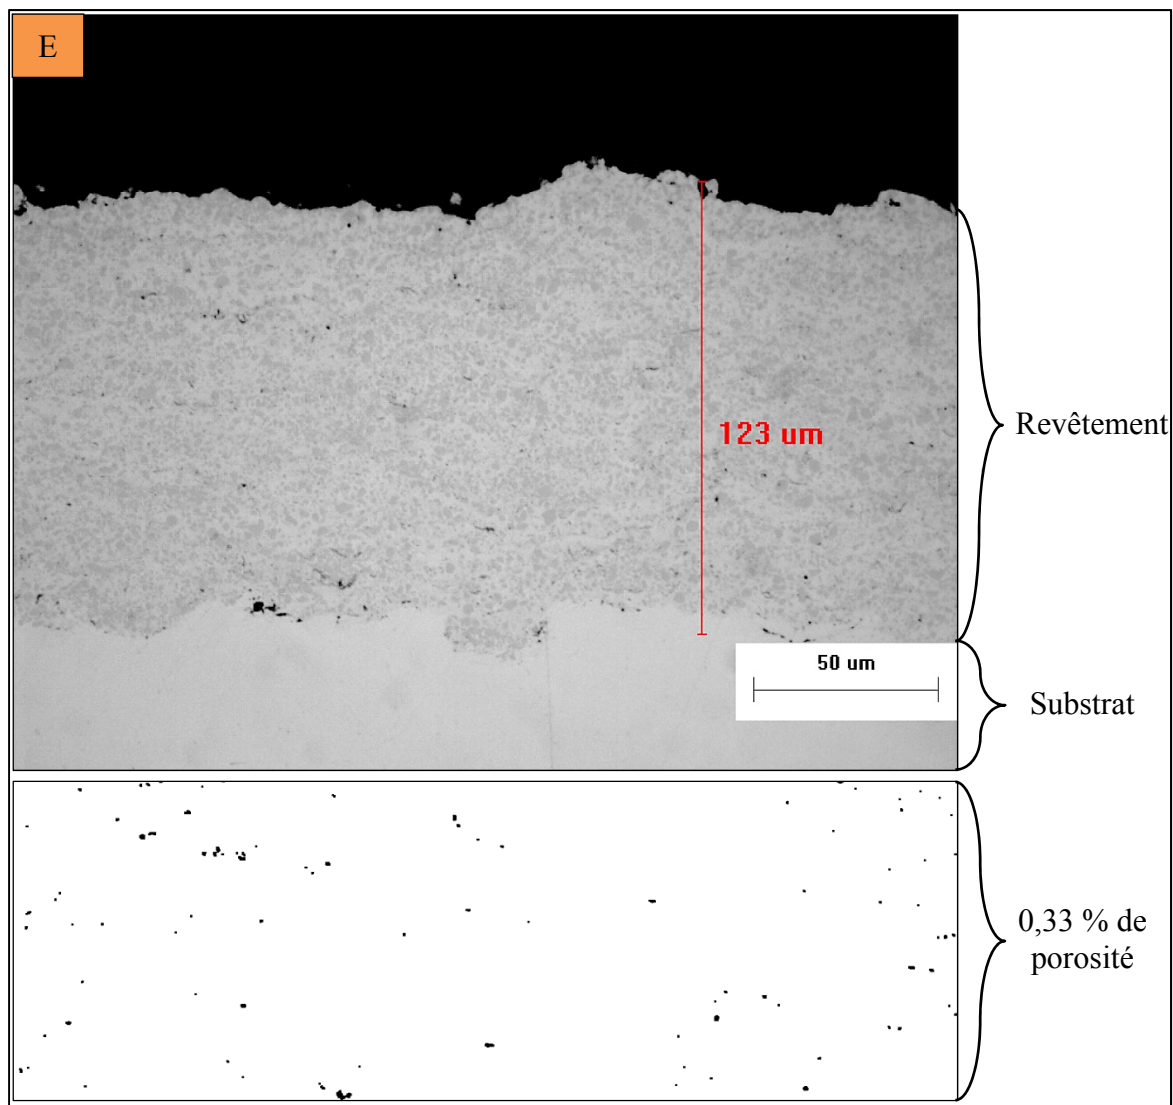 E
Revêtement
123 um
50 um
Substrat
0,33 % de
porosité